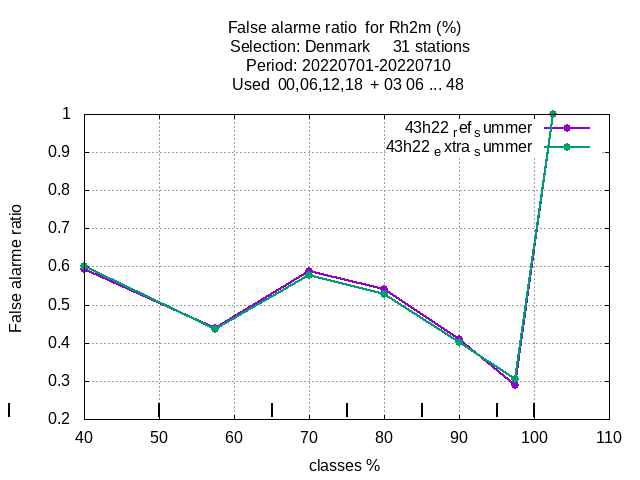 False alarme ratio for Rh2m (%)
Selection: Denmark 31 stations
Period: 20220701-20220710
Used 00,06,12,18 + 03 06 ... 48
43h22 ref summer
43h22 extra summer
False alarme ratio
1
0.9
0.8
0.7
0.6
0.5
0.4
0.3
0.2
40 50 60 70 80 90 100 110
classes %